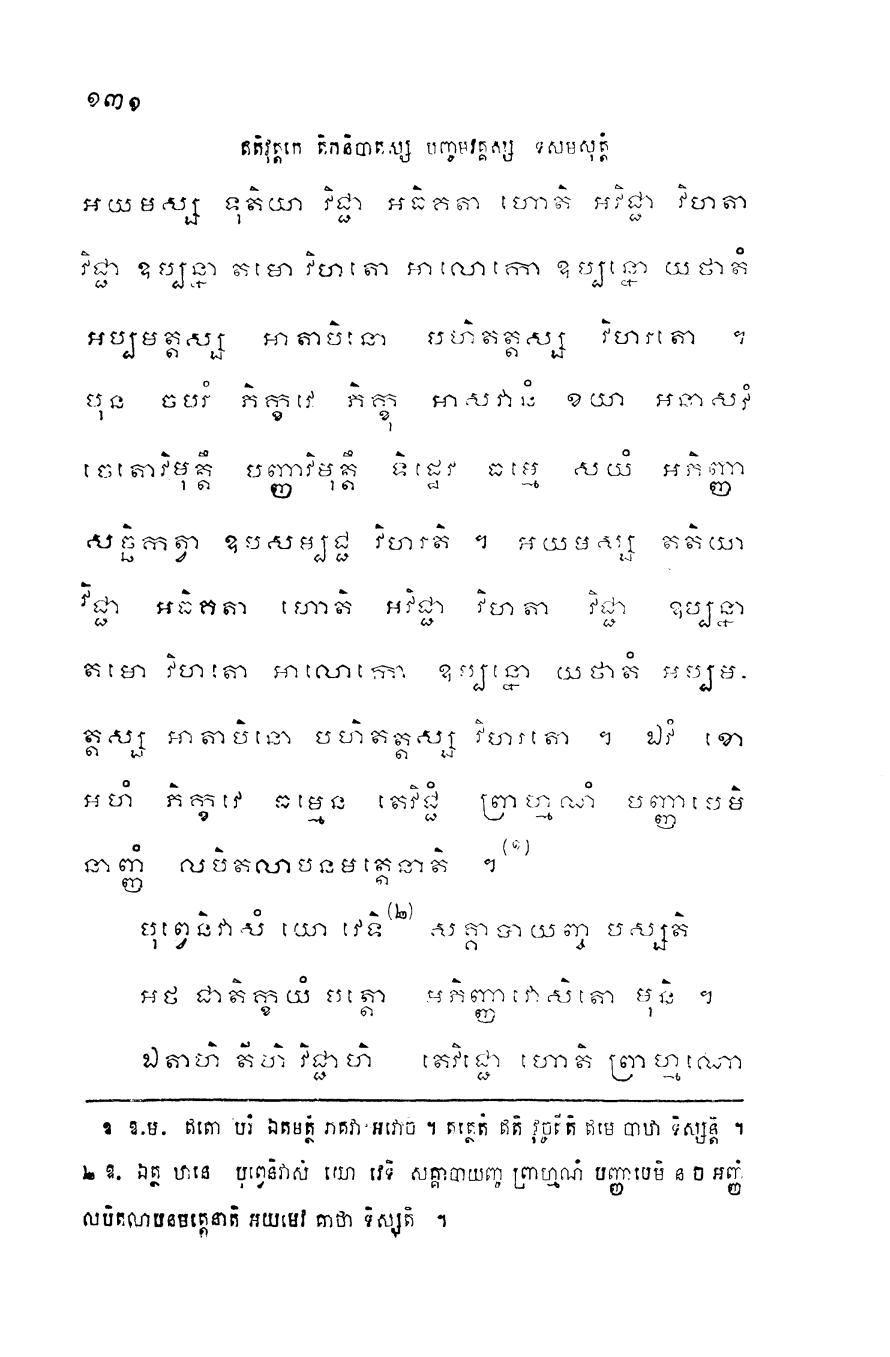 ១៣១
ឥតិវុត្តកេ តិកនិបាតស្ស បញ្ចមវគ្គស្ស ទសមសុត្តំ
អយមស្ស ទុតិយា វិជ្ជា អធិគតា ហោតិ អវិជ្ជា វិហតា
វិជ្ជា ឧប្បន្នា តមោ វិហតោ អាលោកោ ឧប្បន្នោ យថាតំ
អប្បមត្តស្ស អាតាបិនោ បហិតត្តស្ស វិហរតោ ។
បុន ចបរំ ភិក្ខវេ ភិក្ខុ អាសវានំ ខយា អនាសវំ
ចេតោវិមុត្តឹ បញ្ញាវិមុត្តឹ ទិដ្ឋេវ ធម្មេ សយំ អភិញ្ញា
សច្ឆិកត្វា ឧបសម្បជ្ជ វិហរតិ ។ អយមស្ស តតិយា
វិជ្ជា អធិគតា ហោតិ អវិជ្ជា វិហតា វិជ្ជា ឧប្បន្នា
តមោ វិហតោ អាលោកោ ឧប្បន្នោ យថាតំ អប្បម-
ត្តស្ស អាតាបិនោ បហិតត្តស្ស វិហរតោ ។ ឯវំ ខោ
អហំ ភិក្ខវេ ធម្មេន តេវិជ្ជំ ព្រាហ្មណំ បញ្ញាបេមិ
នាញ្ញំ លបិតលាបនមត្តេនាតិ ។(១)
បុព្វេនិវាសំ យោ វេទិ(២) សគ្គាបាយញ្ច បស្សតិ
អថ ជាតិក្ខយំ បត្តោ អភិញ្ញាវោសិតោ មុនិ ។
ឯតាហិ តីហិ វិជ្ជាហិ តេវិជ្ជោ ហោតិ ព្រាហ្មណោ
១ ឱ.ម. ឥតោ បរំ ឯតមត្ថំ ភគវា អវោច ។ តត្ថេតំ ឥតិ វុច្ចតីតិ ឥមេ បាឋា ទិស្សន្តិ ។
២ ឱ. ឯត្ថ ឋានេ បុព្វេនិវាសំ យោ វេទិ សគ្គាបាយញ្ច ព្រាហ្មណំ បញ្ញាបេមិ ន ច អញ្ញំ
លបិតលាបនមត្តេនាតិ អយមេវ គាថា ទិស្សតិ ។